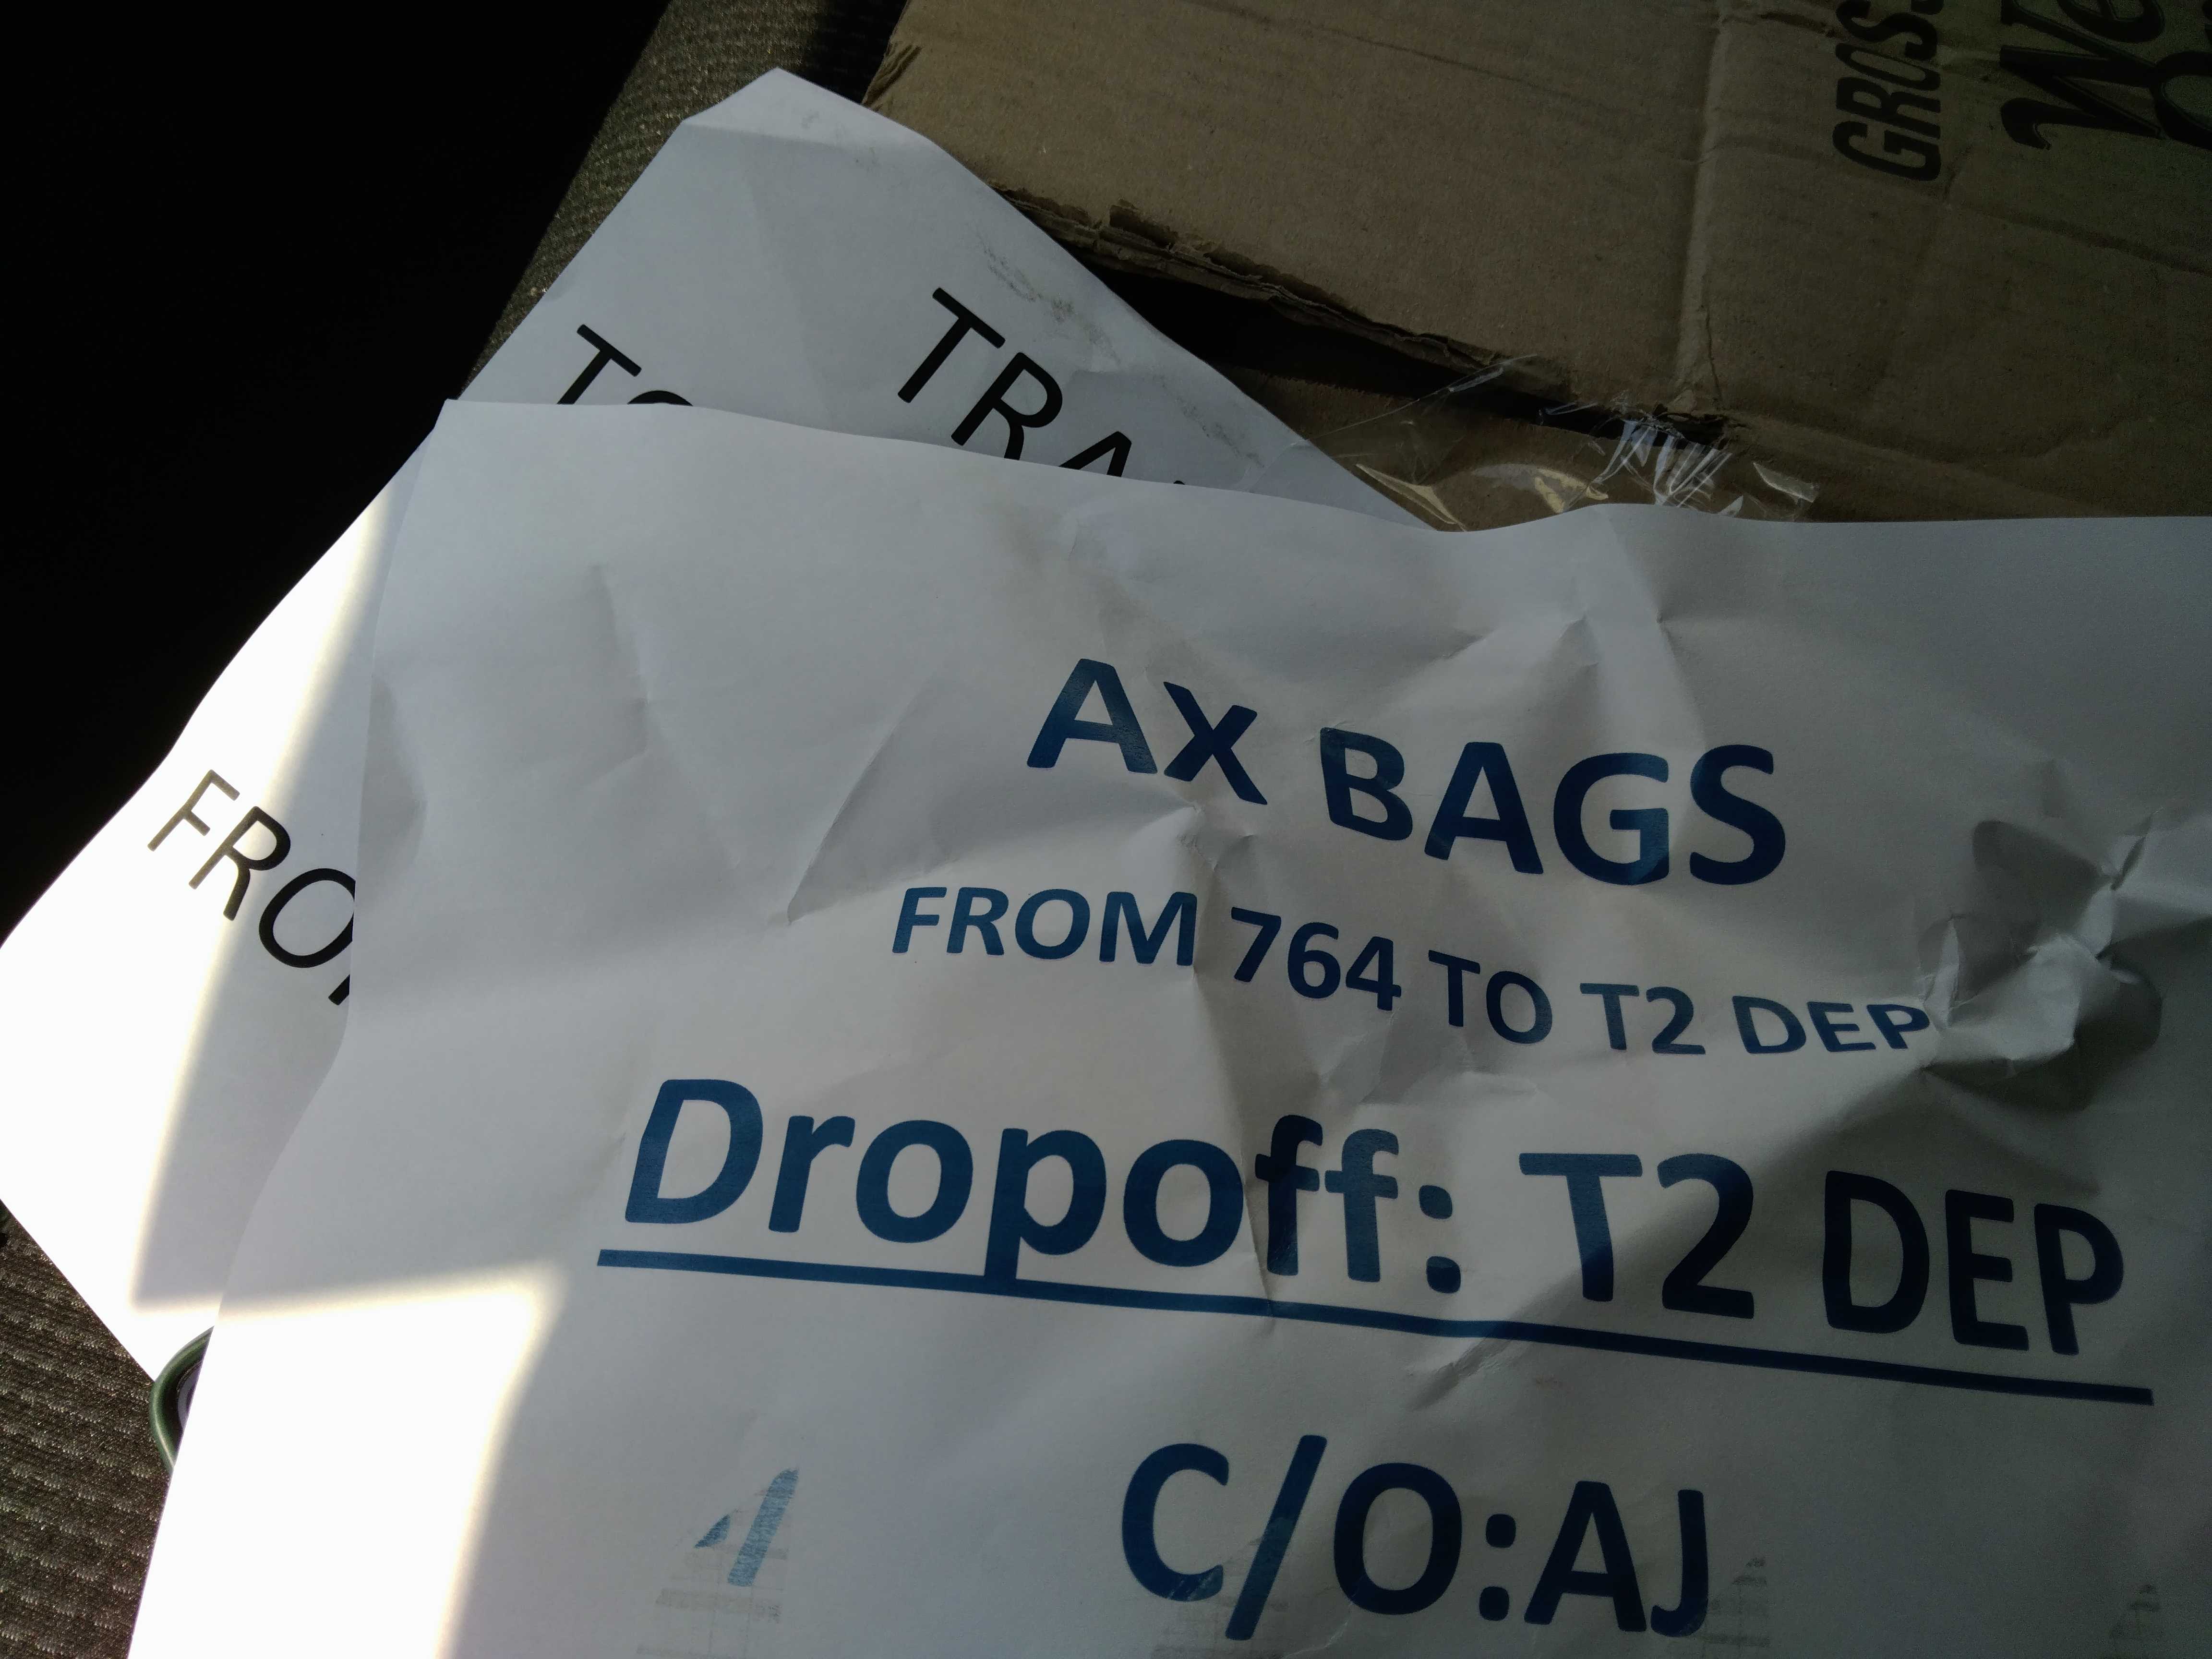 AX BAGS
FROM 764 TO T2 DEP
Dropoff: T2 DEP
C/O:AJ